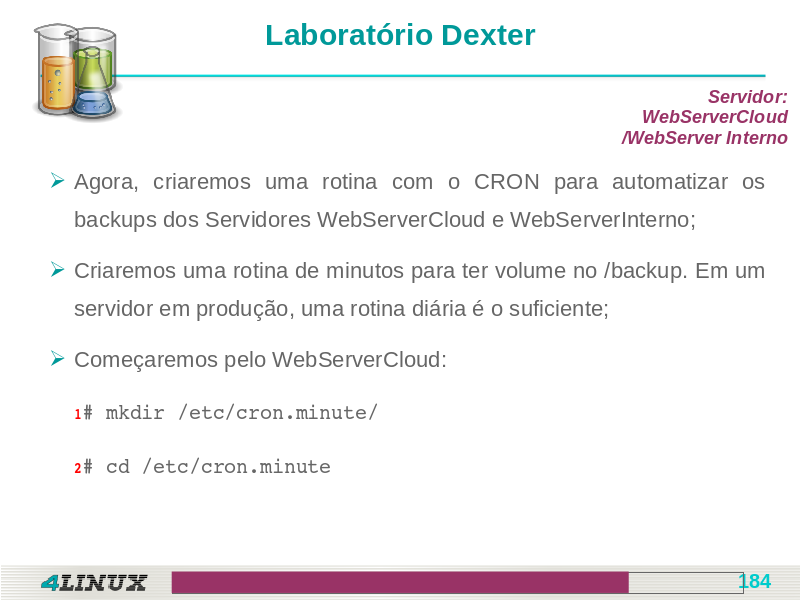 Laboratório Dexter
Servidor:
WebServerCloud
/WebServer Interno
Agora, criaremos uma rotina com o CRON para automatizar os
backups dos Servidores WebServerCloud e WebServerInterno;
Criaremos uma rotina de minutos para ter volume no /backup. Em um
servidor em produção, uma rotina diária é o suficiente;
Começaremos pelo WebServerCloud:
1# mkdir /etc/cron.minute/
2# cd /etc/cron.minute
4LINUX
184